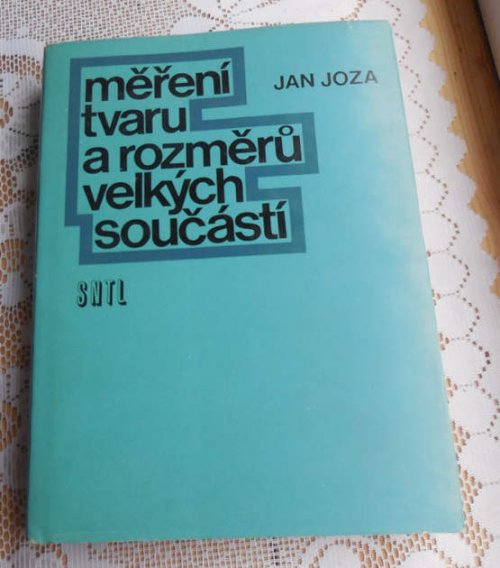 měření
tvaru
a rozměrů
velkých
součástí
JAN JOZA
SNTL